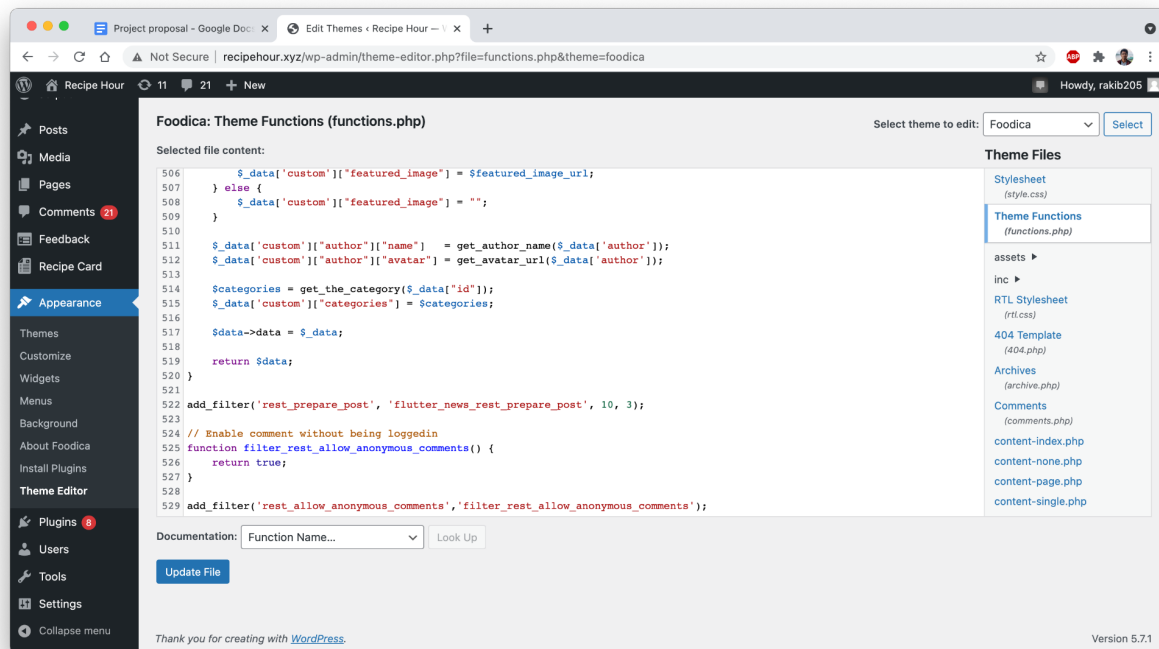 Project proposal - Google Doc
Edit Themes ‹ Recipe Hour —
Not Secure | recipehour.xyz/wp-admin/theme-editor.php?file=functions.php&theme=foodica
ABP
Recipe Hour 11 21 + New Howdy, rakib205
Posts
Media
Pages
Comments 21
Feedback
Recipe Card
Appearance
Themes
Customize
Widgets
Menus
Background
About Foodica
Install Plugins
Theme Editor
Plugins 8
Users
Tools
Settings
Collapse menu
Foodica: Theme Functions (functions.php)
Select theme to edit: Foodica Select
Selected file content:
506         $_data['custom']["featured_image"] = $featured_image_url;
507     } else {
508         $_data['custom']["featured_image"] = "";
509     }
510
511     $_data['custom']["author"]["name"]   = get_author_name($_data['author']);
512     $_data['custom']["author"]["avatar"] = get_avatar_url($_data['author']);
513
514     $categories = get_the_category($_data["id"]);
515     $_data['custom']["categories"] = $categories;
516
517     $data->data = $_data;
518
519     return $data;
520 }
521
522 add_filter('rest_prepare_post', 'flutter_news_rest_prepare_post', 10, 3);
523
524 // Enable comment without being loggedin
525 function filter_rest_allow_anonymous_comments() {
526     return true;
527 }
528
529 add_filter('rest_allow_anonymous_comments','filter_rest_allow_anonymous_comments');
Theme Files
Stylesheet
(style.css)
Theme Functions
(functions.php)
assets
inc
RTL Stylesheet
(rtl.css)
404 Template
(404.php)
Archives
(archive.php)
Comments
(comments.php)
content-index.php
content-none.php
content-page.php
content-single.php
Documentation: Function Name... Look Up
Update File
Thank you for creating with WordPress.
Version 5.7.1